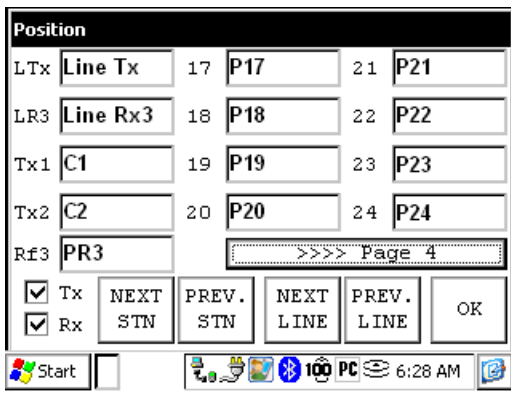 Position
LTx Line Tx 17 P17 21 P21
LR3 Line Rx3 18 P18 22 P22
Tx1 C1 19 P19 23 P23
Tx2 C2 20 P20 24 P24
Rf3 PR3 >>>> Page 4
Tx NEXT STN PREV. STN NEXT LINE PREV. LINE OK
Rx
Start 100 PC 6:28 AM